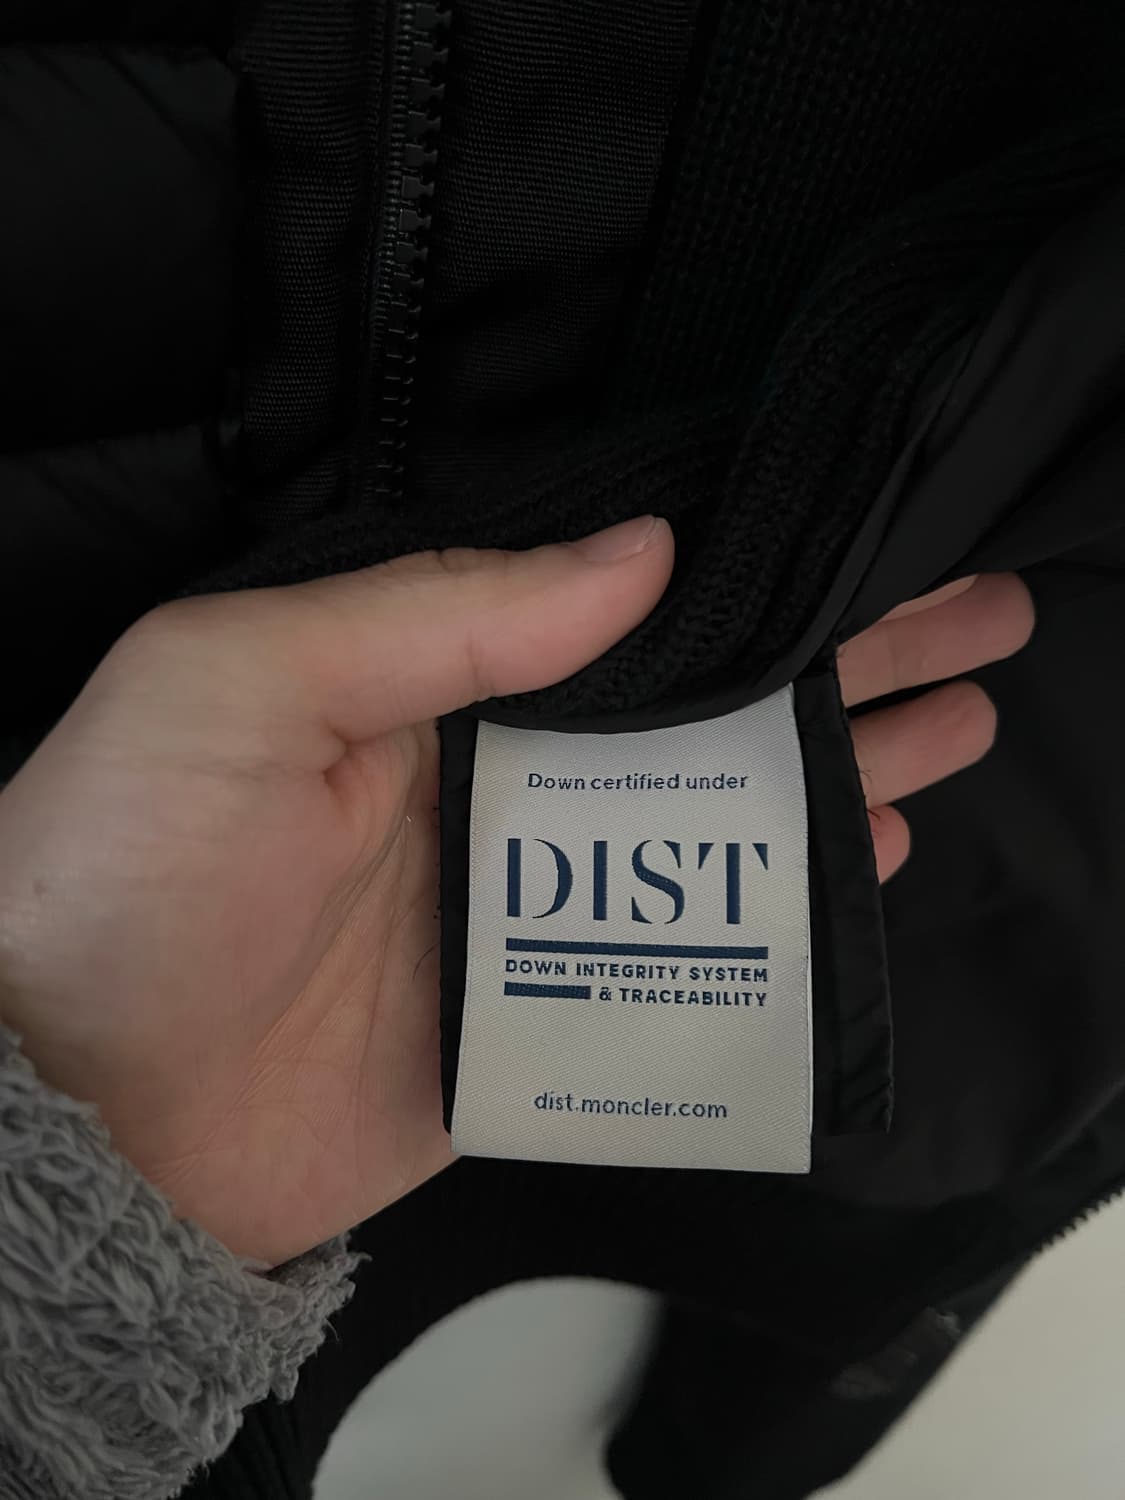 Down certified under
DIST
DOWN INTEGRITY SYSTEM
& TRACEABILITY
dist.moncler.com